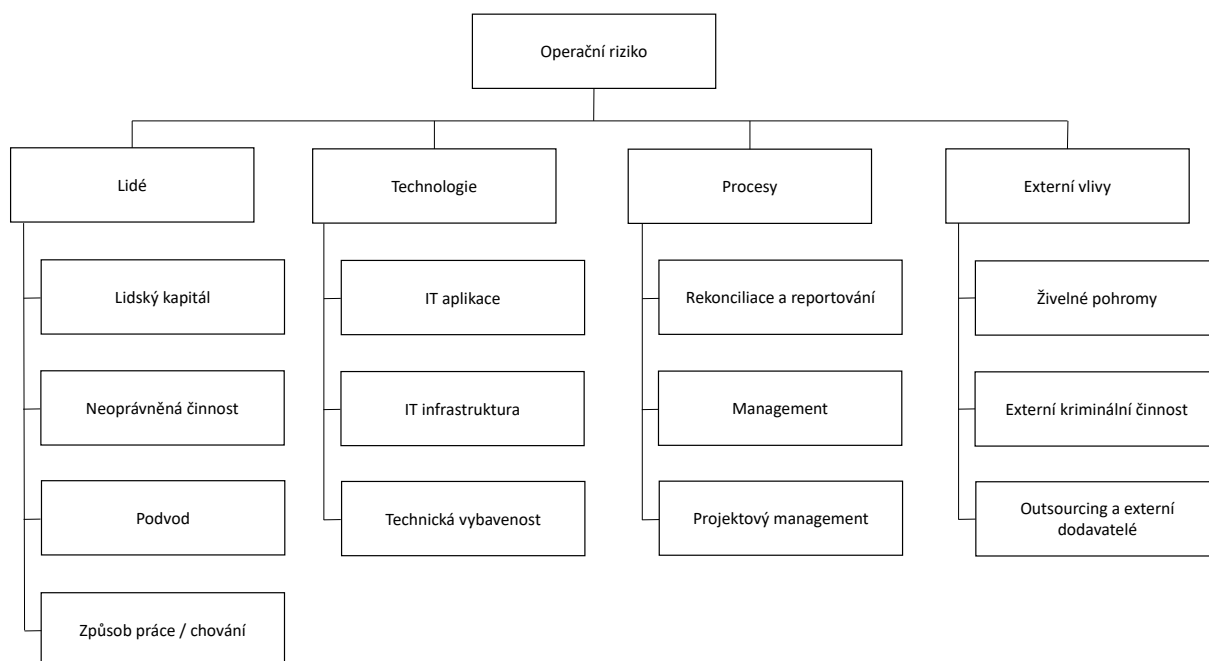 Operační riziko
Lidé
Technologie
Procesy
Externí vlivy
Lidský kapitál
IT aplikace
Rekonciliace a reportování
Živelné pohromy
Neoprávněná činnost
IT infrastruktura
Management
Externí kriminální činnost
Podvod
Technická vybavenost
Projektový management
Outsourcing a externí
dodavatelé
Způsob práce / chování